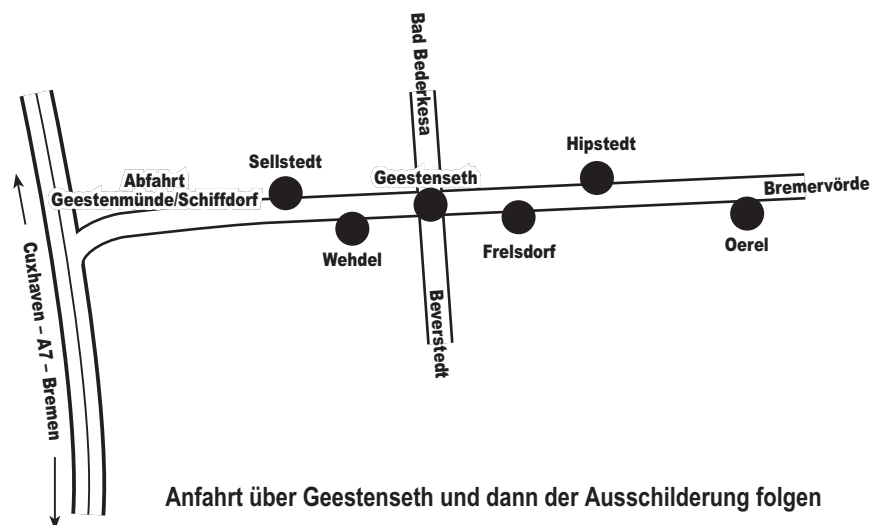 Bad Bederkesa
Hipstedt
Sellstedt
Abfahrt
Geestenmünde/Schiffdorf
Geestenseth
Bremervörde
Wehdel
Frelsdorf
Oerel
Cuxhaven – A7 – Bremen
Beverstedt
Anfahrt über Geestenseth und dann der Ausschilderung folgen